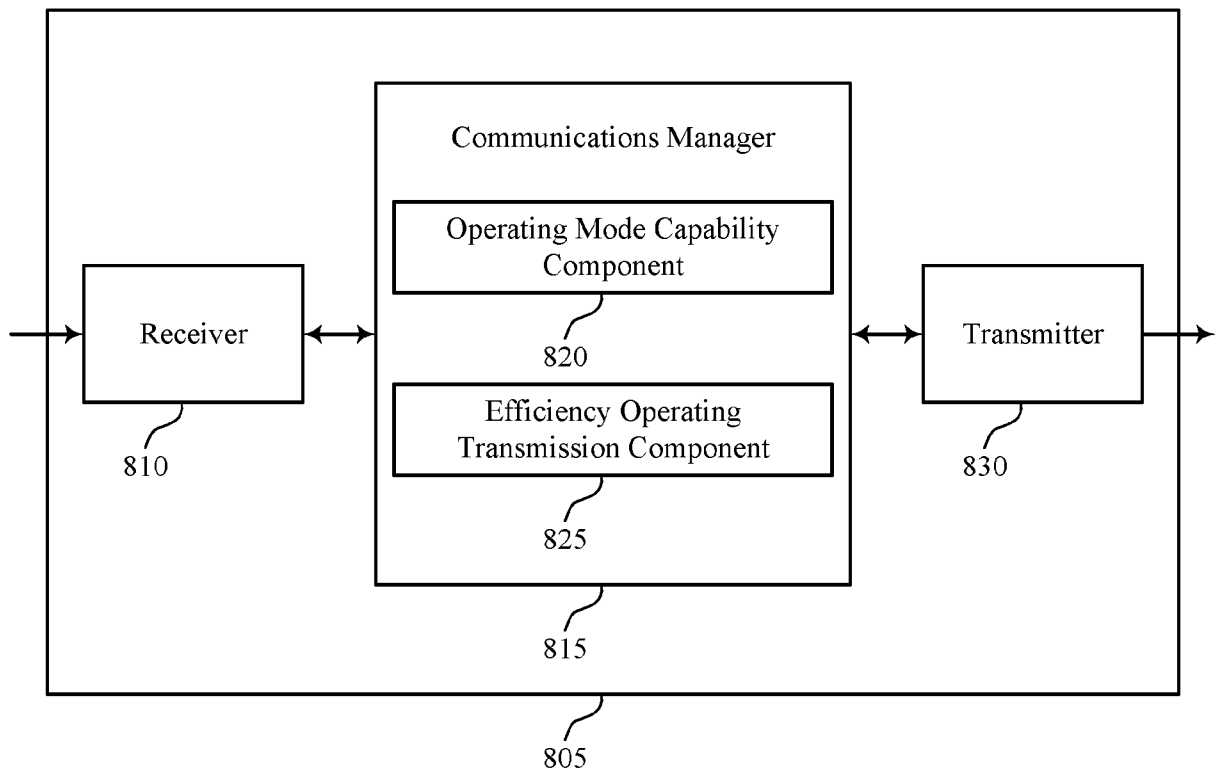 Communications Manager
Operating Mode Capability
Component
820
Receiver
810
Efficiency Operating
Transmission Component
825
Transmitter
830
815
805